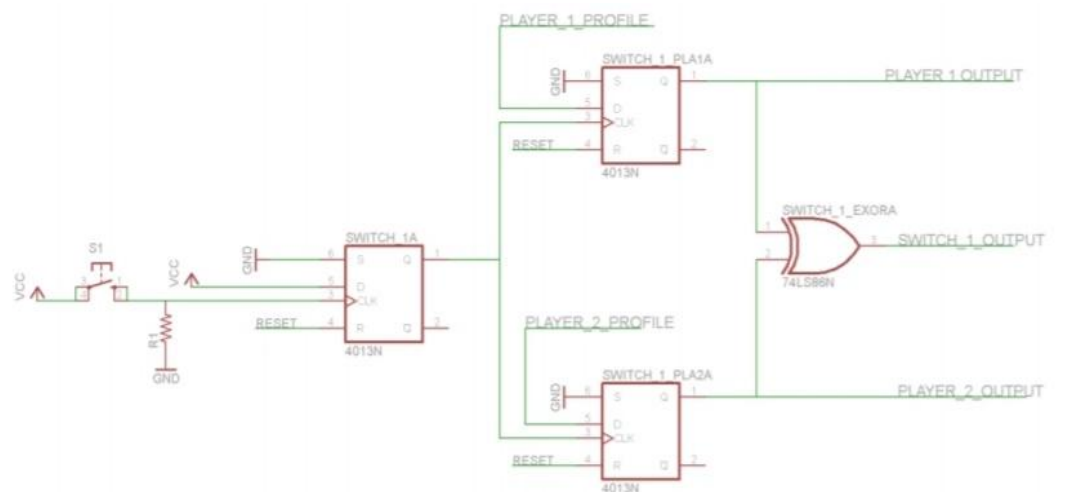 PLAYER_1_PROFILE
SWITCH_1_PLA1A
GND
6 S Q 1
5 D
3 CLK
RESET 4 R Q 2
4013N
PLAYER 1 OUTPUT
SWITCH_1_EXORA
1
2
3
SWITCH_1_OUTPUT
74LS86N
S1
VCC
3 1
4 2
R1
GND
VCC
SWITCH_1A
GND
6 S Q 1
5 D
3 CLK
RESET 4 R Q 2
4013N
PLAYER_2_PROFILE
SWITCH_1_PLA2A
GND
6 S Q 1
5 D
3 CLK
RESET 4 R Q 2
4013N
PLAYER_2_OUTPUT